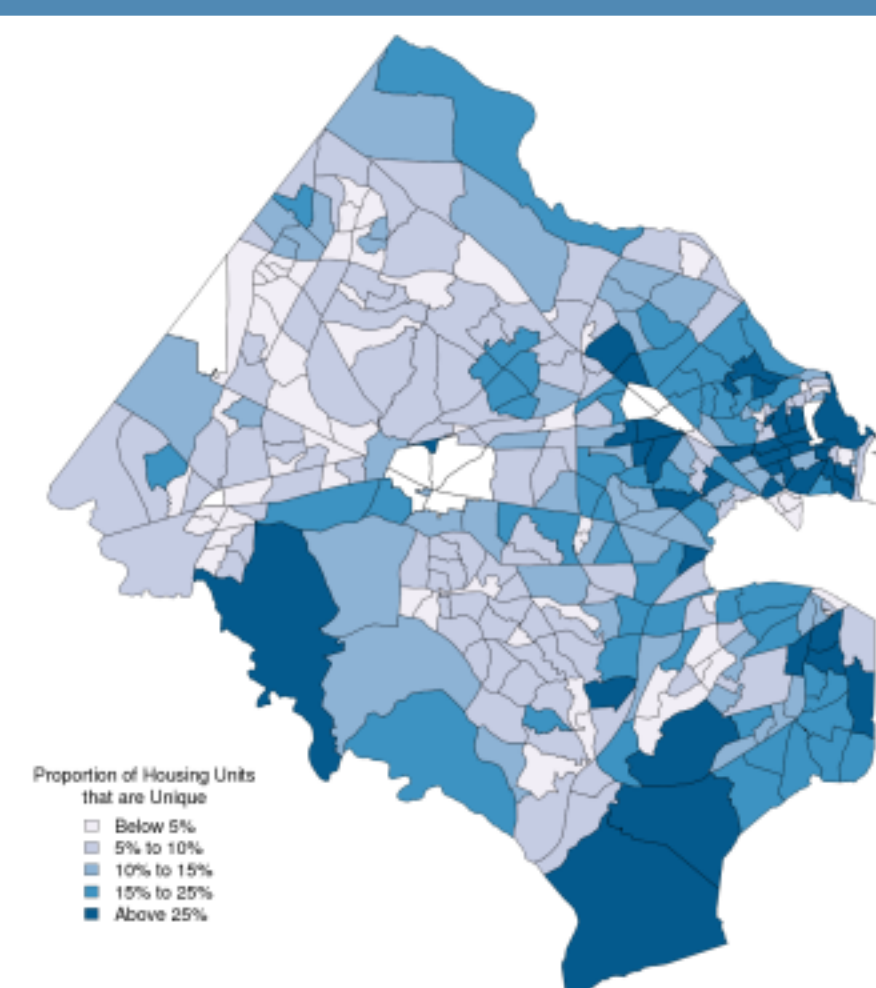 Proportion of Housing Units
that are Unique
Below 5%
5% to 10%
10% to 15%
15% to 25%
Above 25%